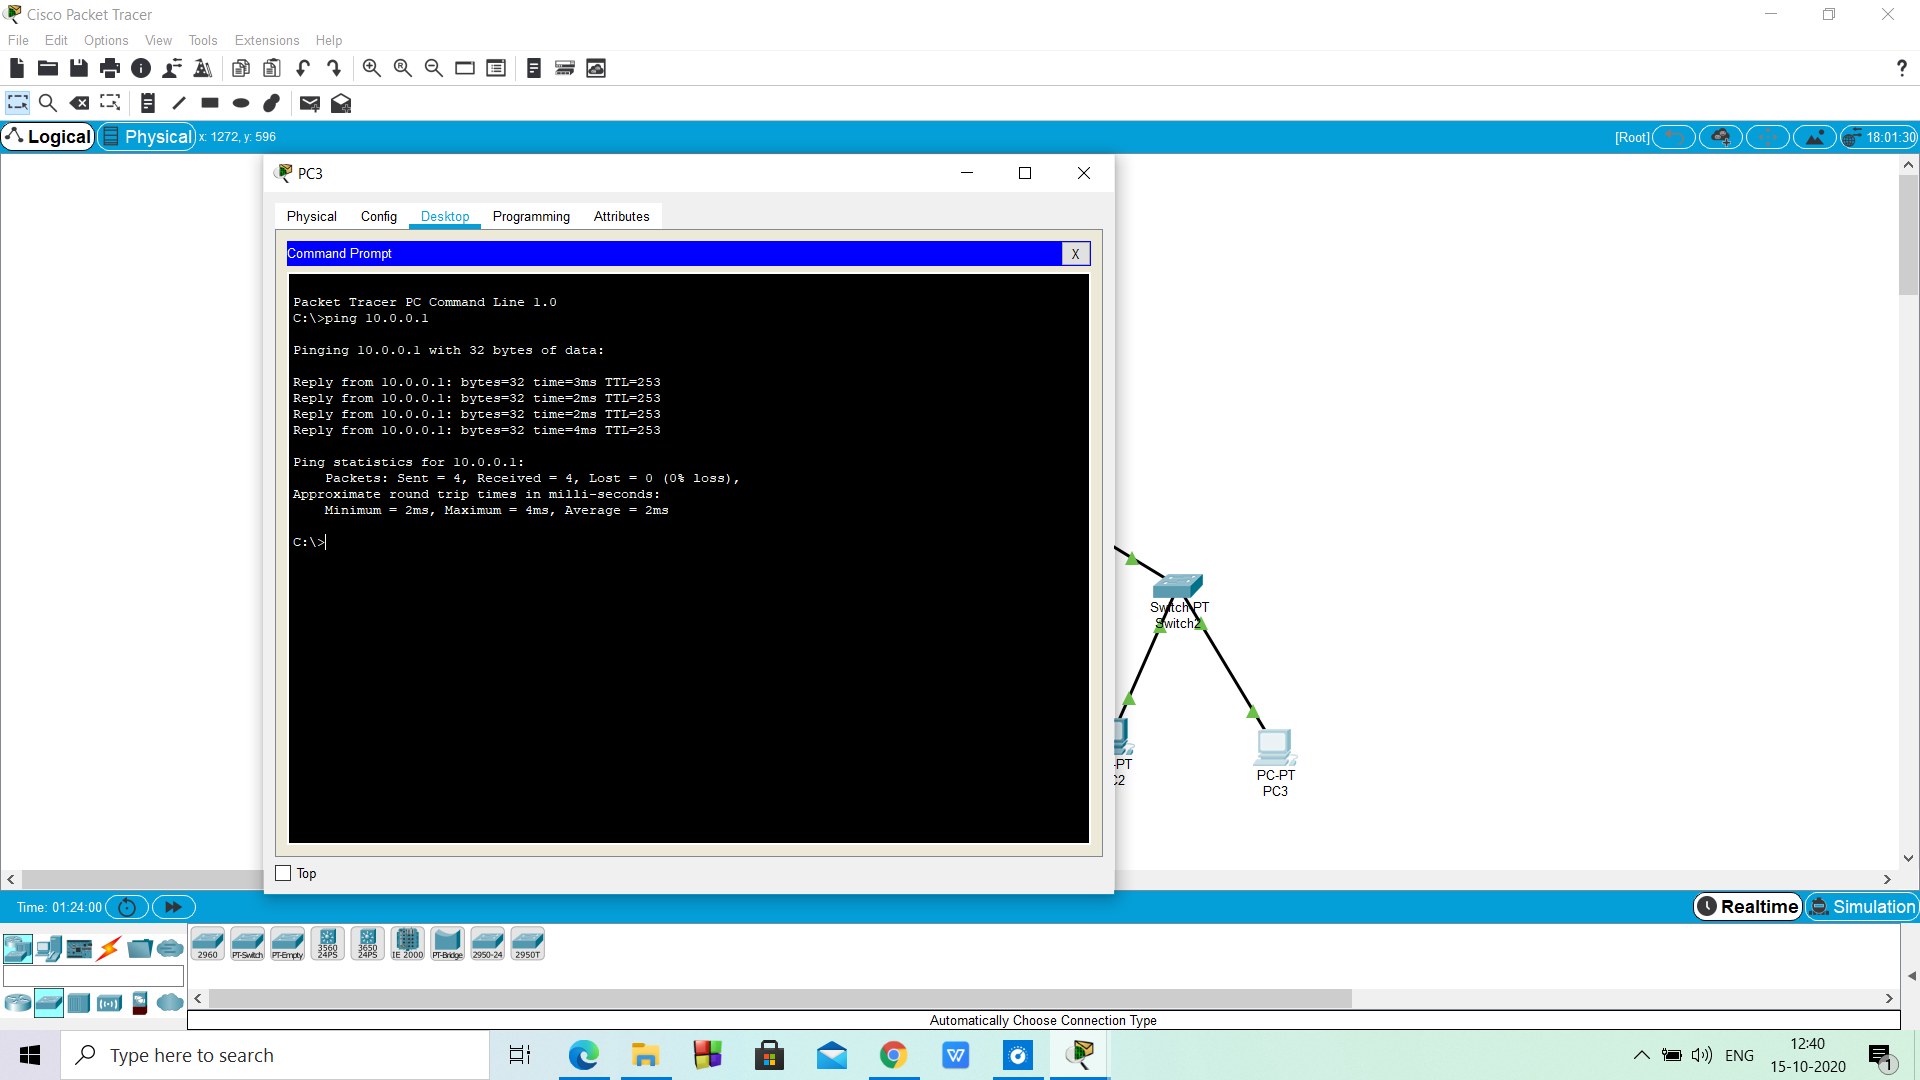 Cisco Packet Tracer
File Edit Options View Tools Extensions Help
Logical Physical x: 1272, y: 596 [Root] 18:01:30
PC3
Physical Config Desktop Programming Attributes
Command Prompt X
Packet Tracer PC Command Line 1.0
C:\>ping 10.0.0.1
Pinging 10.0.0.1 with 32 bytes of data:
Reply from 10.0.0.1: bytes=32 time=3ms TTL=253
Reply from 10.0.0.1: bytes=32 time=2ms TTL=253
Reply from 10.0.0.1: bytes=32 time=2ms TTL=253
Reply from 10.0.0.1: bytes=32 time=4ms TTL=253
Ping statistics for 10.0.0.1:
Packets: Sent = 4, Received = 4, Lost = 0 (0% loss),
Approximate round trip times in milli-seconds:
Minimum = 2ms, Maximum = 4ms, Average = 2ms
C:\>
Switch-PT
Switch2
-PT
C2
PC-PT
PC3
Top
Time: 01:24:00 Realtime Simulation
2960 PT-Switch PT-Empty 3560 24PS 3650 24PS IE 2000 PT-Bridge 2950-24 2950T
Automatically Choose Connection Type
Type here to search
ENG
12:40
15-10-2020
1